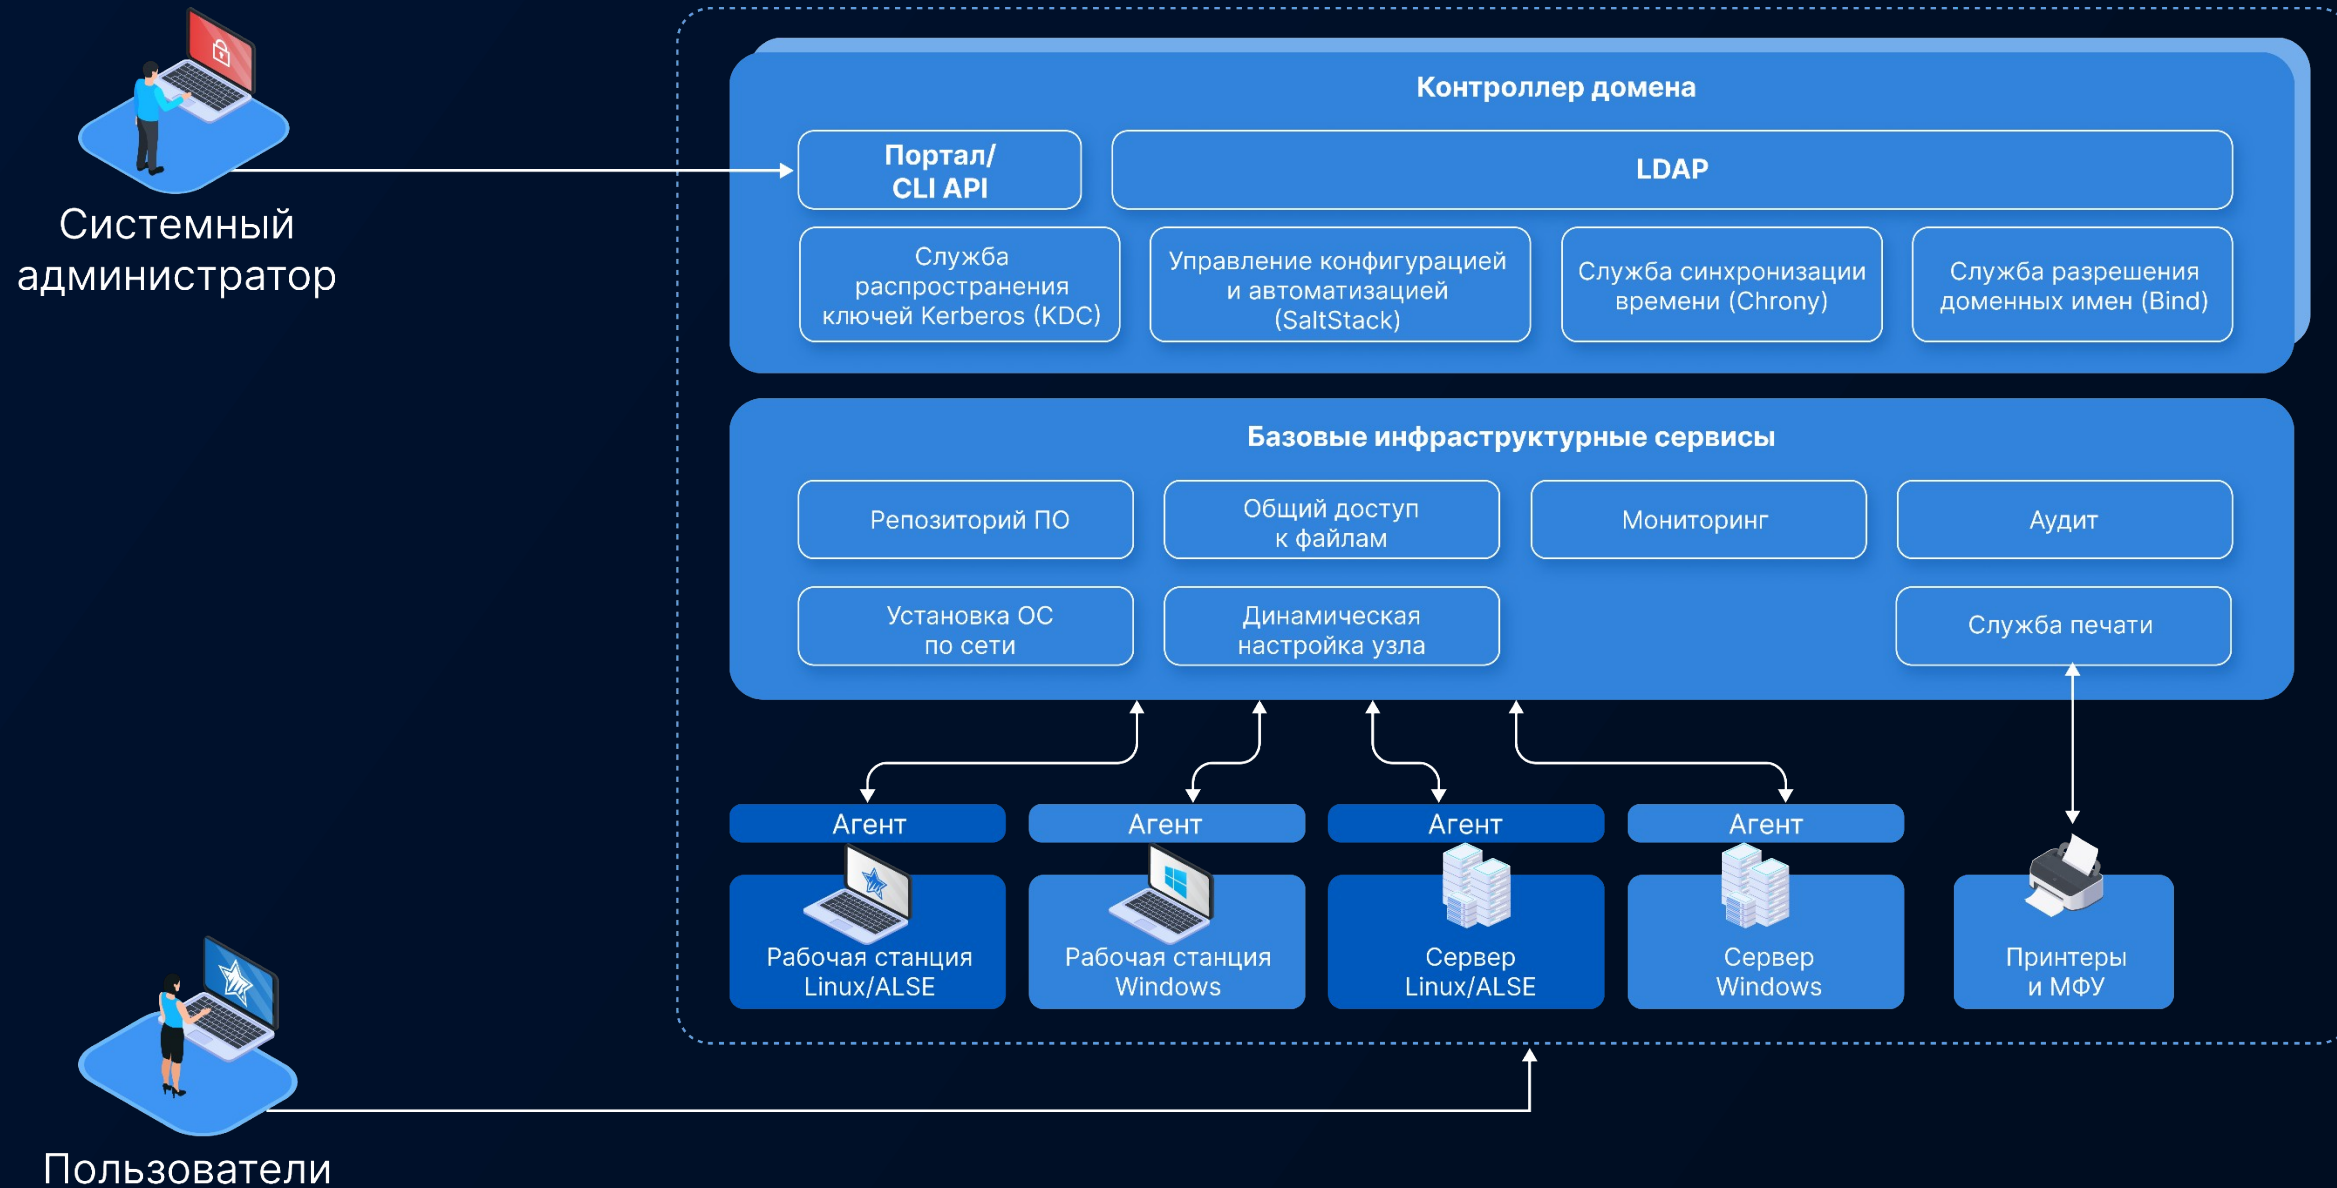 Системный
администратор
Контроллер домена
Портал/
CLI API
LDAP
Служба
распространения
ключей Kerberos (KDC)
Управление конфигурацией
и автоматизацией
(SaltStack)
Служба синхронизации
времени (Chrony)
Служба разрешения
доменных имен (Bind)
Базовые инфраструктурные сервисы
Репозиторий ПО
Общий доступ
к файлам
Мониторинг
Аудит
Установка ОС
по сети
Динамическая
настройка узла
Служба печати
Агент
Агент
Агент
Агент
Рабочая станция
Linux/ALSE
Рабочая станция
Windows
Сервер
Linux/ALSE
Сервер
Windows
Принтеры
и МФУ
Пользователи